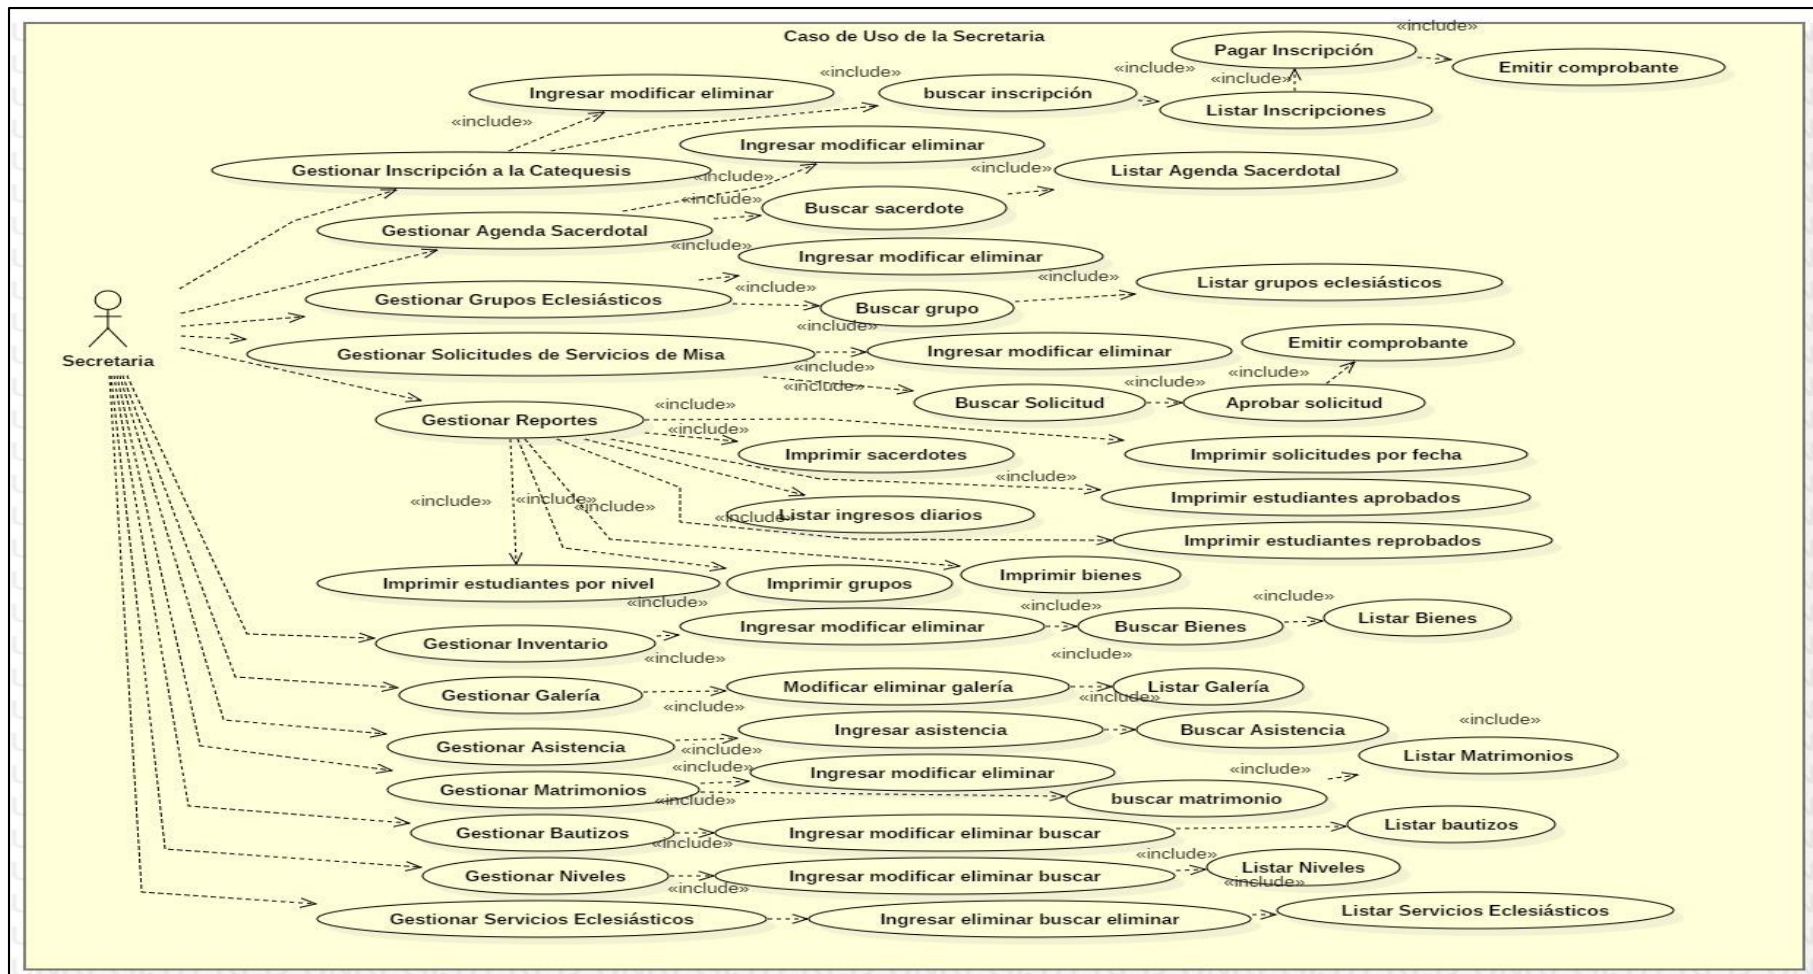 «include»
Caso de Uso de la Secretaria
Pagar Inscripción
Emitir comprobante
«include»
«include»
«include»
Ingresar modificar eliminar
buscar inscripción
Listar Inscripciones
«include»
Ingresar modificar eliminar
Gestionar Inscripción a la Catequesis
«include»
«include»
Listar Agenda Sacerdotal
«include»
Buscar sacerdote
Gestionar Agenda Sacerdotal
«include»
Ingresar modificar eliminar
«include»
Listar grupos eclesiásticos
«include»
Gestionar Grupos Eclesiásticos
Buscar grupo
«include»
Emitir comprobante
Secretaria
Gestionar Solicitudes de Servicios de Misa
Ingresar modificar eliminar
«include»
«include»
«include»
«include»
Buscar Solicitud
Aprobar solicitud
«include»
Gestionar Reportes
«include»
Imprimir sacerdotes
Imprimir solicitudes por fecha
«include»
«include»
«include»
«include»
Imprimir estudiantes aprobados
«include»
Listar ingresos diarios
Imprimir estudiantes reprobados
Imprimir estudiantes por nivel
Imprimir grupos
Imprimir bienes
«include»
«include»
«include»
Gestionar Inventario
Ingresar modificar eliminar
Buscar Bienes
Listar Bienes
«include»
«include»
Gestionar Galería
Modificar eliminar galería
Listar Galería
«include»
«include»
Gestionar Asistencia
Ingresar asistencia
Buscar Asistencia
«include»
«include»
Listar Matrimonios
«include»
Ingresar modificar eliminar
«include»
Gestionar Matrimonios
«include»
buscar matrimonio
Gestionar Bautizos
Ingresar modificar eliminar buscar
Listar bautizos
«include»
«include»
Gestionar Niveles
Ingresar modificar eliminar buscar
Listar Niveles
«include»
«include»
Gestionar Servicios Eclesiásticos
Ingresar eliminar buscar eliminar
Listar Servicios Eclesiásticos